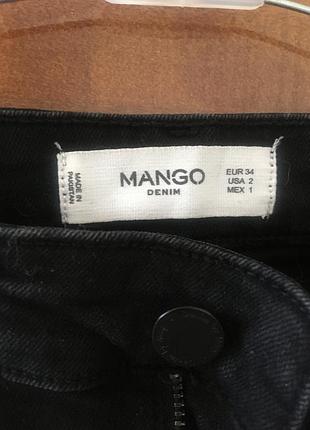 MADE IN
PAKISTAN
MANGO
DENIM
EUR 34
USA 2
MEX 1